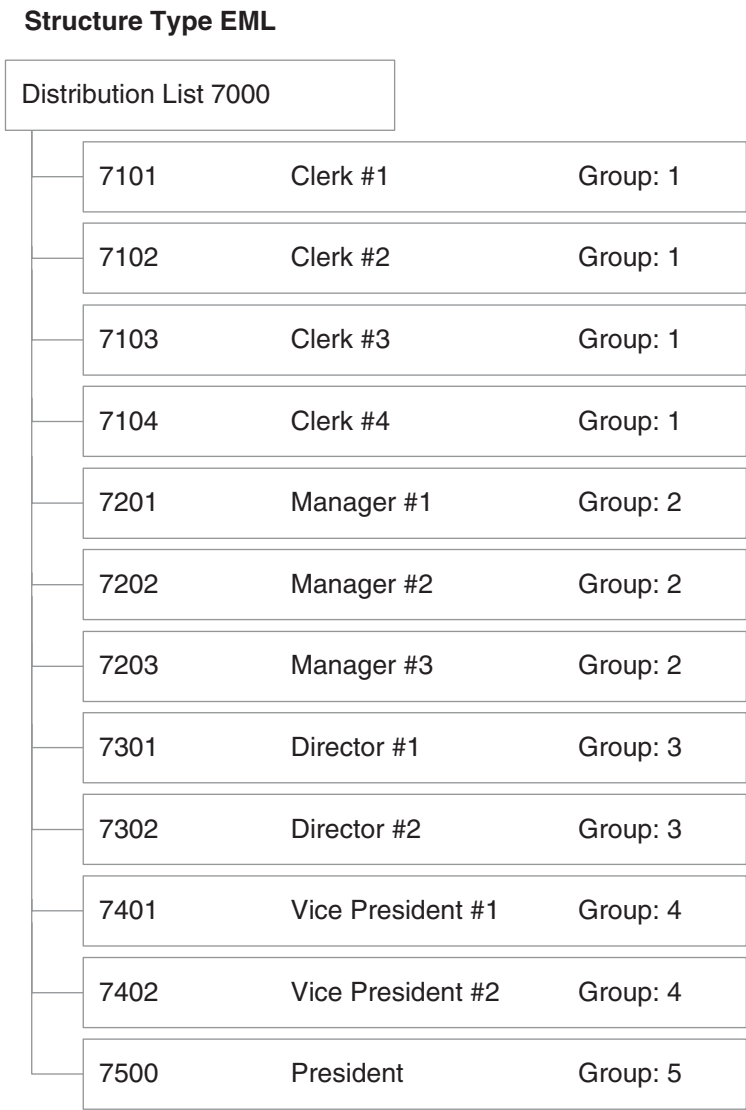 Structure Type EML
Distribution List 7000
7101 Clerk #1 Group: 1
7102 Clerk #2 Group: 1
7103 Clerk #3 Group: 1
7104 Clerk #4 Group: 1
7201 Manager #1 Group: 2
7202 Manager #2 Group: 2
7203 Manager #3 Group: 2
7301 Director #1 Group: 3
7302 Director #2 Group: 3
7401 Vice President #1 Group: 4
7402 Vice President #2 Group: 4
7500 President Group: 5